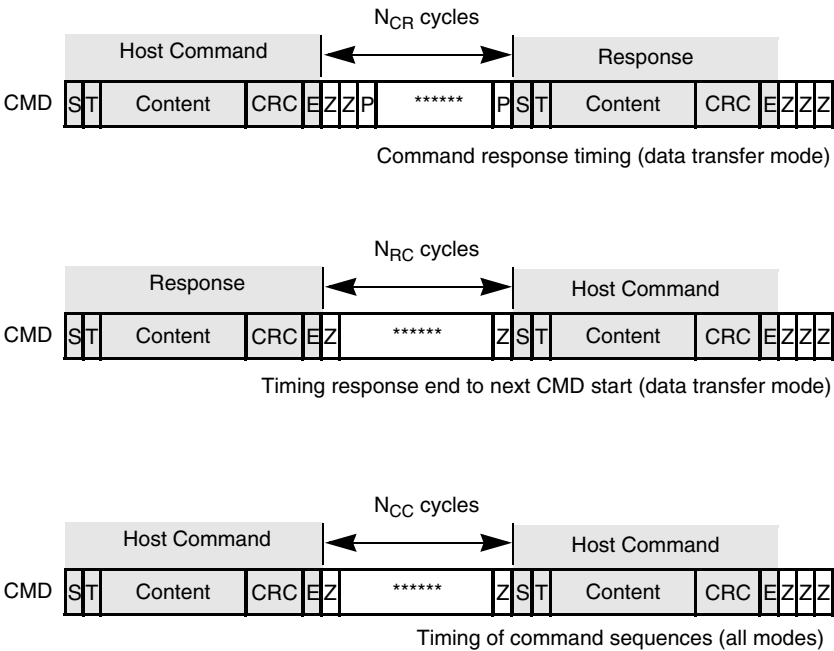 N_CR cycles
Host Command Response
CMD S T Content CRC E Z Z P ****** P S T Content CRC E Z Z Z
Command response timing (data transfer mode)
N_RC cycles
Response Host Command
CMD S T Content CRC E Z ****** Z S T Content CRC E Z Z Z
Timing response end to next CMD start (data transfer mode)
N_CC cycles
Host Command Host Command
CMD S T Content CRC E Z ****** Z S T Content CRC E Z Z Z
Timing of command sequences (all modes)